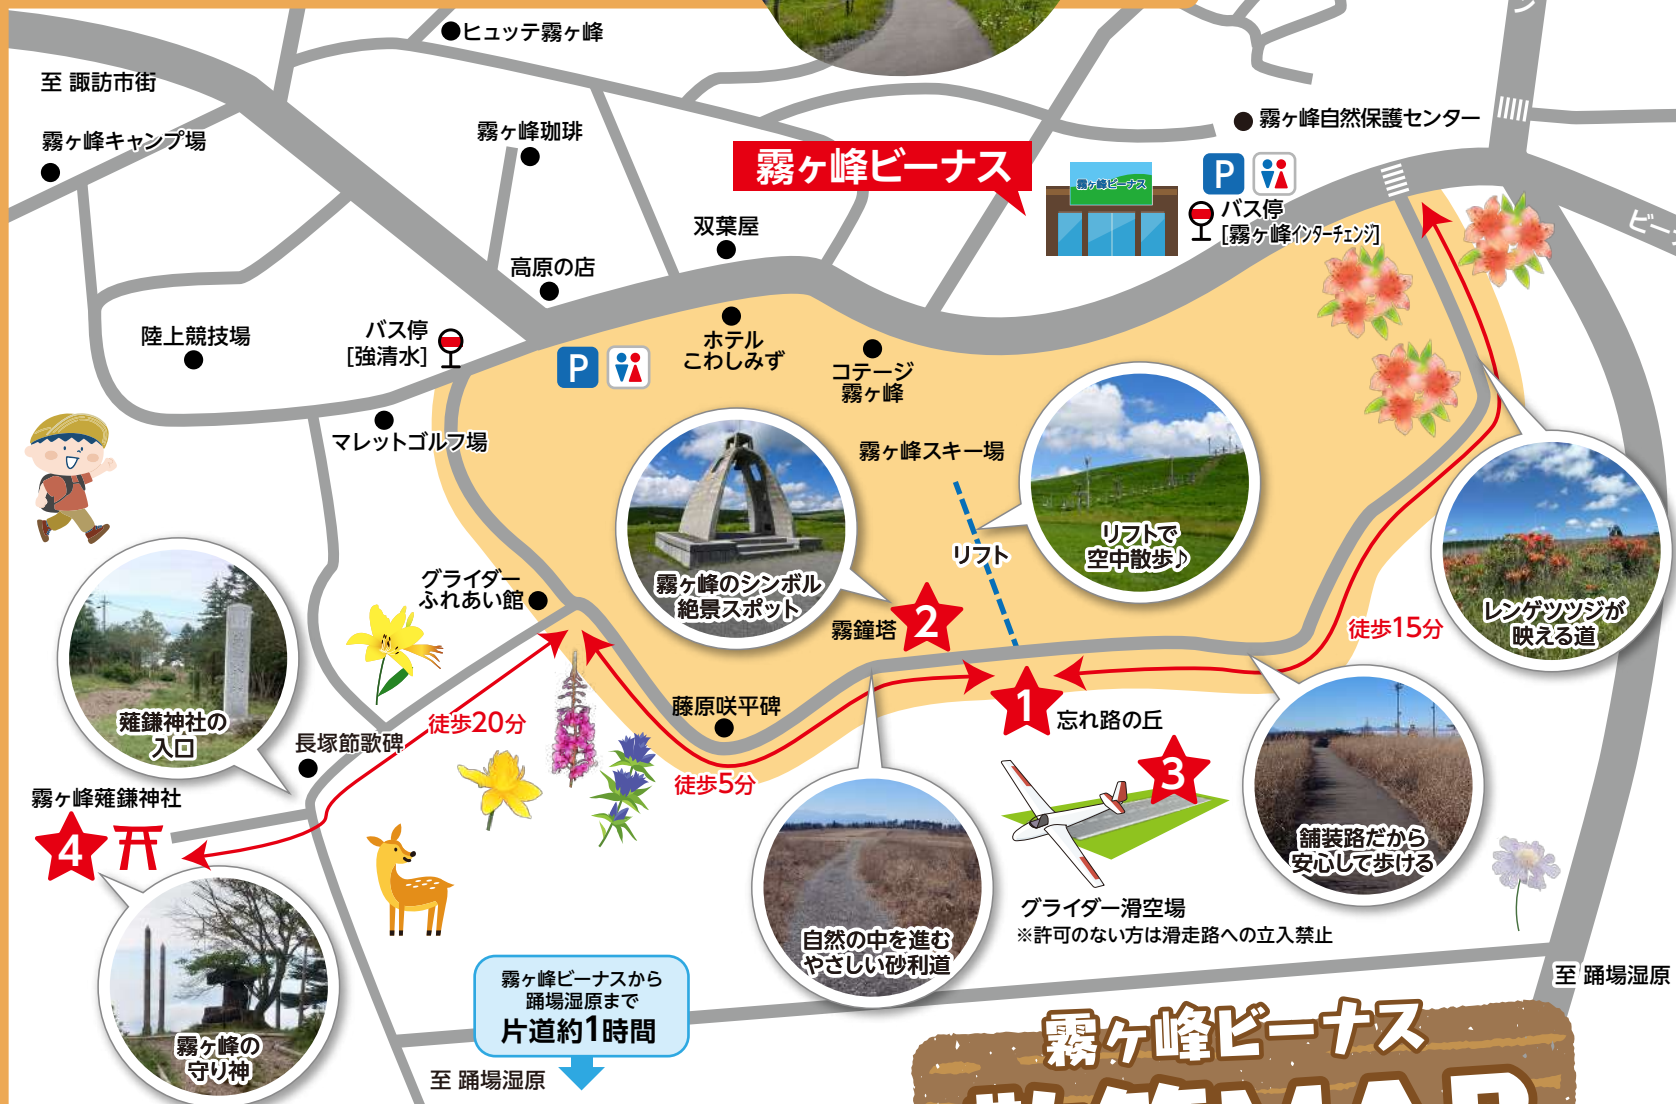 ヒュッテ霧ヶ峰
至 諏訪市街
霧ヶ峰キャンプ場
霧ヶ峰珈琲
霧ヶ峰自然保護センター
霧ヶ峰ビーナス
霧ヶ峰ビーナス
P
バス停
[霧ヶ峰インターチェンジ]
ビー
双葉屋
高原の店
陸上競技場
バス停
[強清水]
P
ホテル
こわしみず
コテージ
霧ヶ峰
マレットゴルフ場
霧ヶ峰スキー場
リフト
リフトで
空中散歩♪
霧ヶ峰のシンボル
絶景スポット
霧鐘塔
2
グライダー
ふれあい館
レンゲツツジが
映える道
徒歩15分
薙鎌神社の
入口
長塚節歌碑
徒歩20分
藤原咲平碑
徒歩5分
1
忘れ路の丘
3
霧ヶ峰薙鎌神社
4
舗装路だから
安心して歩ける
グライダー滑空場
※許可のない方は滑走路への立入禁止
自然の中を進む
やさしい砂利道
霧ヶ峰の
守り神
霧ヶ峰ビーナスから
踊場湿原まで
片道約1時間
至 踊場湿原
至 踊場湿原
霧ヶ峰ビーナス
散策MAP